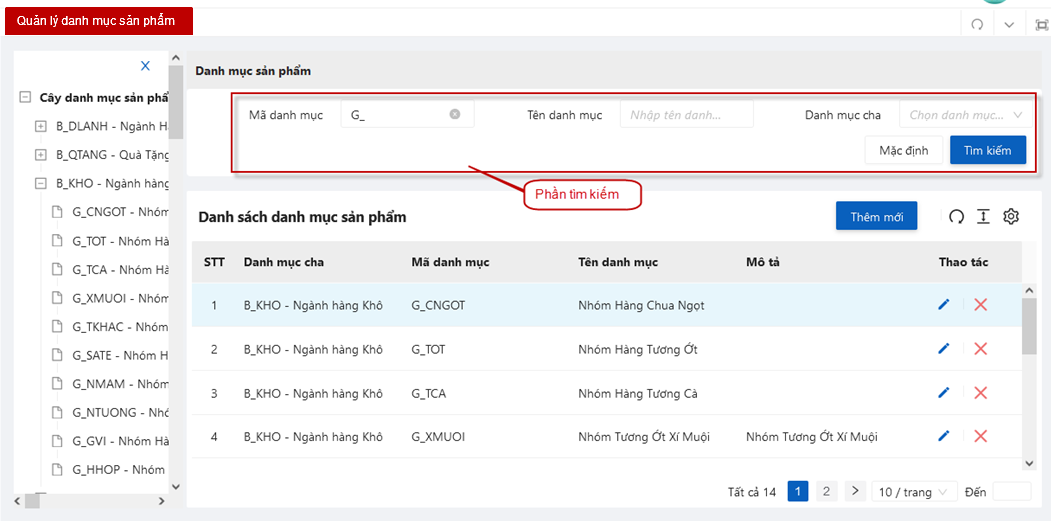 Quản lý danh mục sản phẩm
Cây danh mục sản phẩ
B_DLANH - Ngành H
B_QTANG - Quà Tặng
B_KHO - Ngành hàng
G_CNGOT - Nhóm
G_TOT - Nhóm Hà
G_TCA - Nhóm Hà
G_XMUOI - Nhóm
G_TKHAC - Nhóm
G_SATE - Nhóm H
G_NMAM - Nhóm
G_NTUONG - Nhó
G_GVI - Nhóm Hà
G_HHOP - Nhóm
Danh mục sản phẩm
Mã danh mục G_ Tên danh mục Nhập tên danh... Danh mục cha Chọn danh mục...
Mặc định Tìm kiếm
Phần tìm kiếm
Danh sách danh mục sản phẩm Thêm mới
STT Danh mục cha Mã danh mục Tên danh mục Mô tả Thao tác
1 B_KHO - Ngành hàng Khô G_CNGOT Nhóm Hàng Chua Ngọt
2 B_KHO - Ngành hàng Khô G_TOT Nhóm Hàng Tương Ớt
3 B_KHO - Ngành hàng Khô G_TCA Nhóm Hàng Tương Cà
4 B_KHO - Ngành hàng Khô G_XMUOI Nhóm Tương Ớt Xí Muội Nhóm Tương Ớt Xí Muội
Tất cả 14 1 2 > 10 / trang Đến